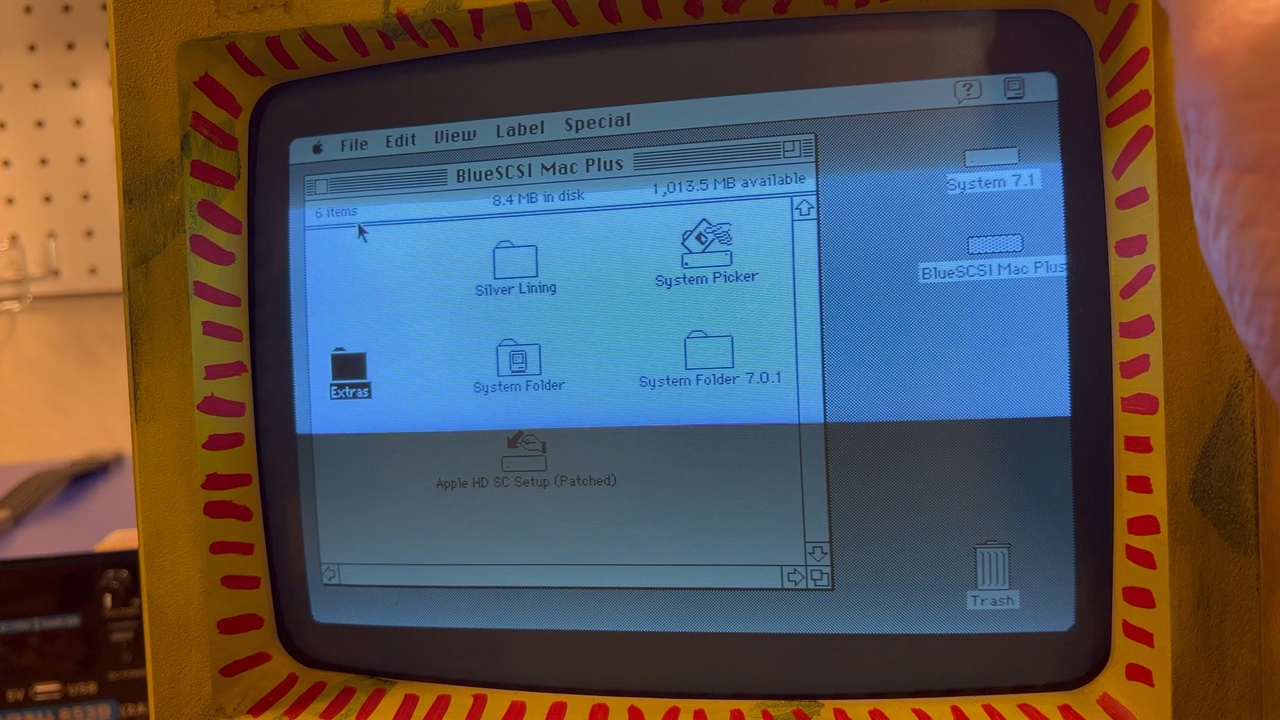 File Edit View Label Special
BlueSCSI Mac Plus
6 items 8.4 MB in disk 1,013.5 MB available
Silver Lining
System Picker
Extras
System Folder
System Folder 7.0.1
Apple HD SC Setup (Patched)
System 7.1
BlueSCSI Mac Plus
Trash
5V USB